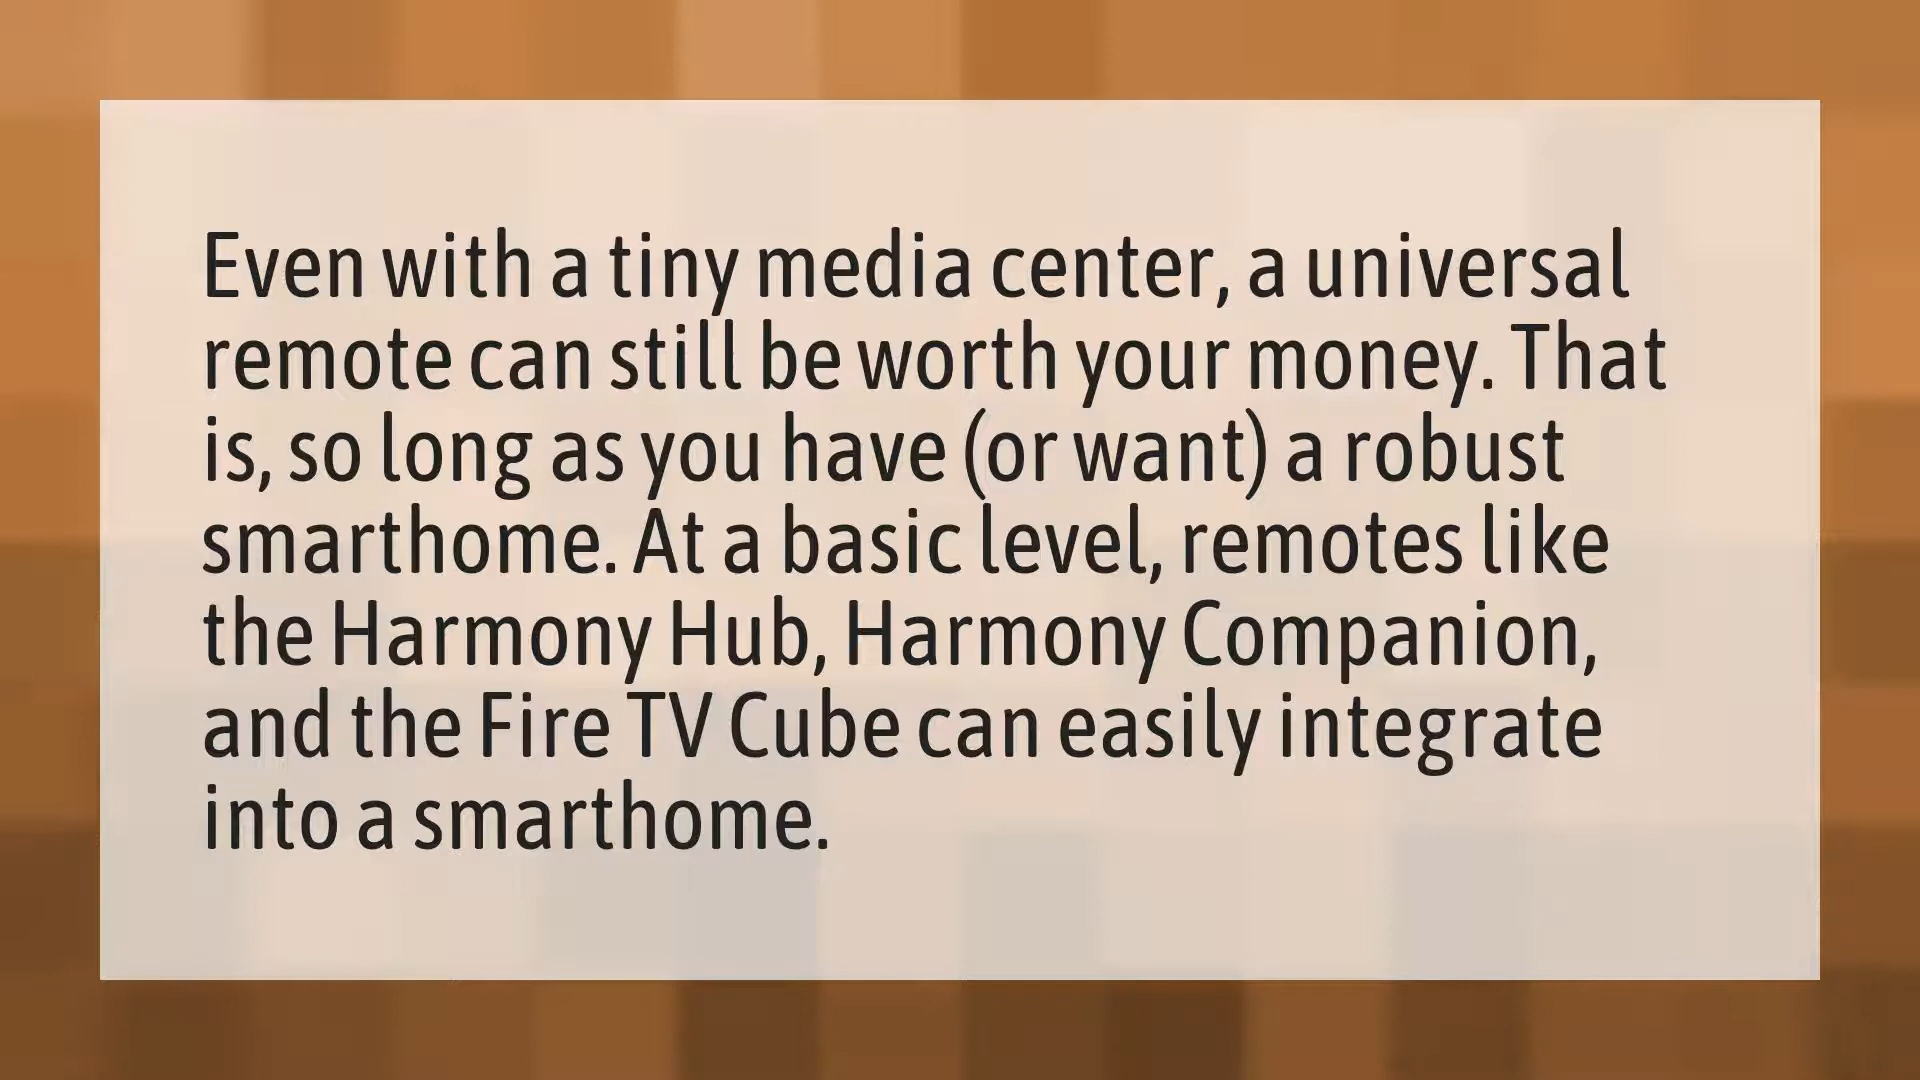 Even with a tiny media center, a universal
remote can still be worth your money. That
is, so long as you have (or want) a robust
smarthome. At a basic level, remotes like
the Harmony Hub, Harmony Companion,
and the Fire TV Cube can easily integrate
into a smarthome.